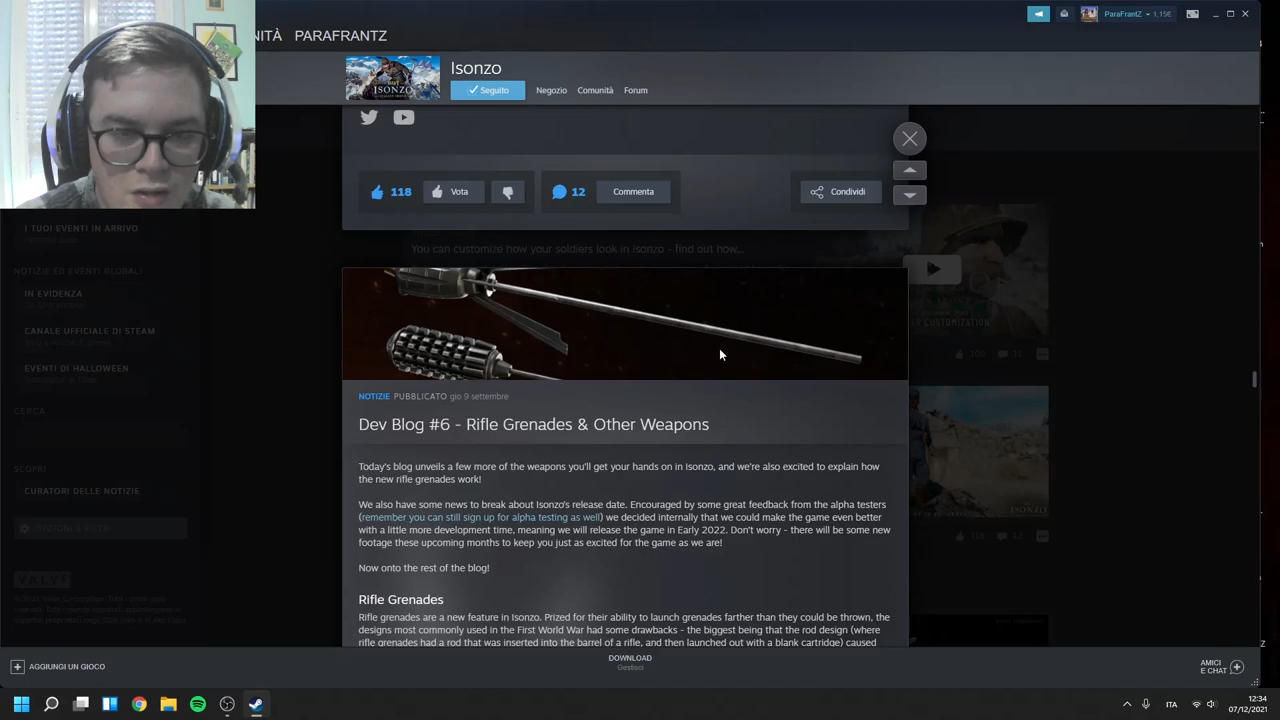 NITÀ PARAFRANTZ
ParaFrantZ 1,15€
Isonzo
Seguito
Negozio Comunità Forum
118 Vota
12 Commenta
Condividi
I TUOI EVENTI IN ARRIVO
You can customize how your soldiers look in Isonzo - find out how...
NOTIZIE ED EVENTI GLOBALI
IN EVIDENZA
CANALE UFFICIALE DI STEAM
EVENTI DI HALLOWEEN
CERCA
SCOPRI
CURATORI DELLE NOTIZIE
OPZIONI E FILTRI
VALVE
NOTIZIE PUBBLICATO gio 9 settembre
Dev Blog #6 - Rifle Grenades & Other Weapons
Today's blog unveils a few more of the weapons you'll get your hands on in Isonzo, and we're also excited to explain how
the new rifle grenades work!
We also have some news to break about Isonzo's release date. Encouraged by some great feedback from the alpha testers
(remember you can still sign up for alpha testing as well) we decided internally that we could make the game even better
with a little more development time, meaning we will release the game in Early 2022. Don't worry - there will be some new
footage these upcoming months to keep you just as excited for the game as we are!
Now onto the rest of the blog!
Rifle Grenades
Rifle grenades are a new feature in Isonzo. Prized for their ability to launch grenades farther than they could be thrown, the
designs most commonly used in the First World War had some drawbacks - the biggest being that the rod design (where
rifle grenades had a rod that was inserted into the barrel of a rifle, and then launched out with a blank cartridge) caused
AGGIUNGI UN GIOCO
DOWNLOAD
Gestisci
AMICI
E CHAT
ITA
12:34
07/12/2021